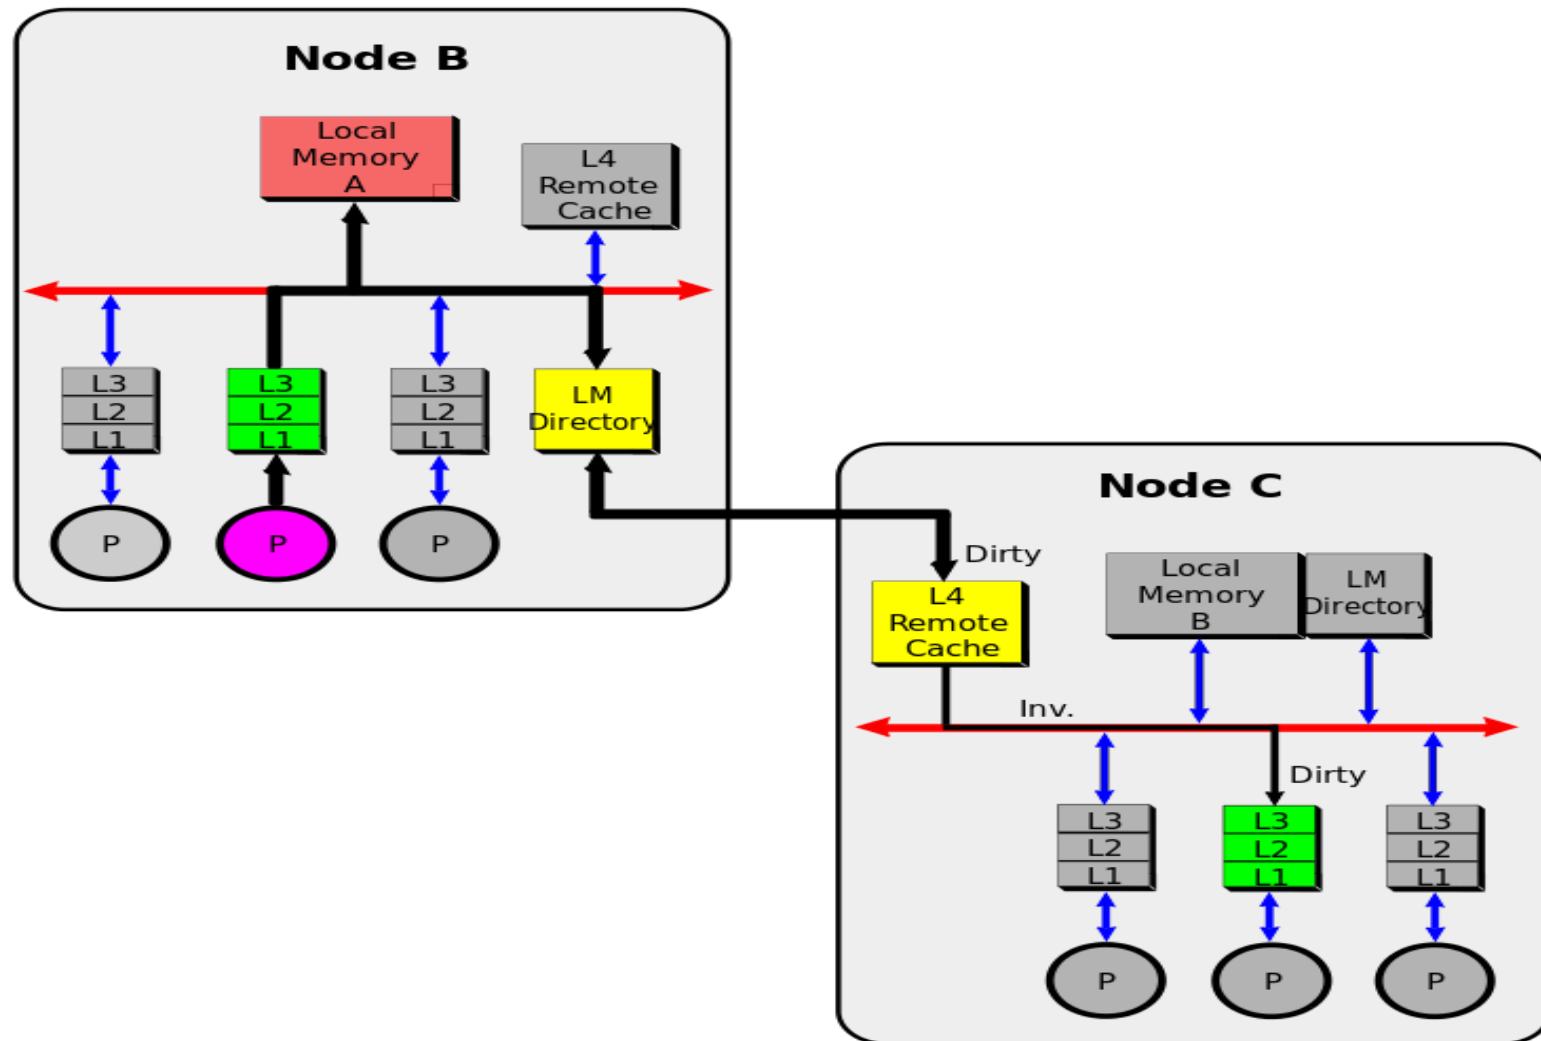 Node B
Local
Memory
A
L4
Remote
Cache
L3
L2
L1
L3
L2
L1
L3
L2
L1
LM
Directory
P
P
P
Node C
Dirty
L4
Remote
Cache
Local
Memory
B
LM
Directory
Inv.
Dirty
L3
L2
L1
L3
L2
L1
L3
L2
L1
P
P
P